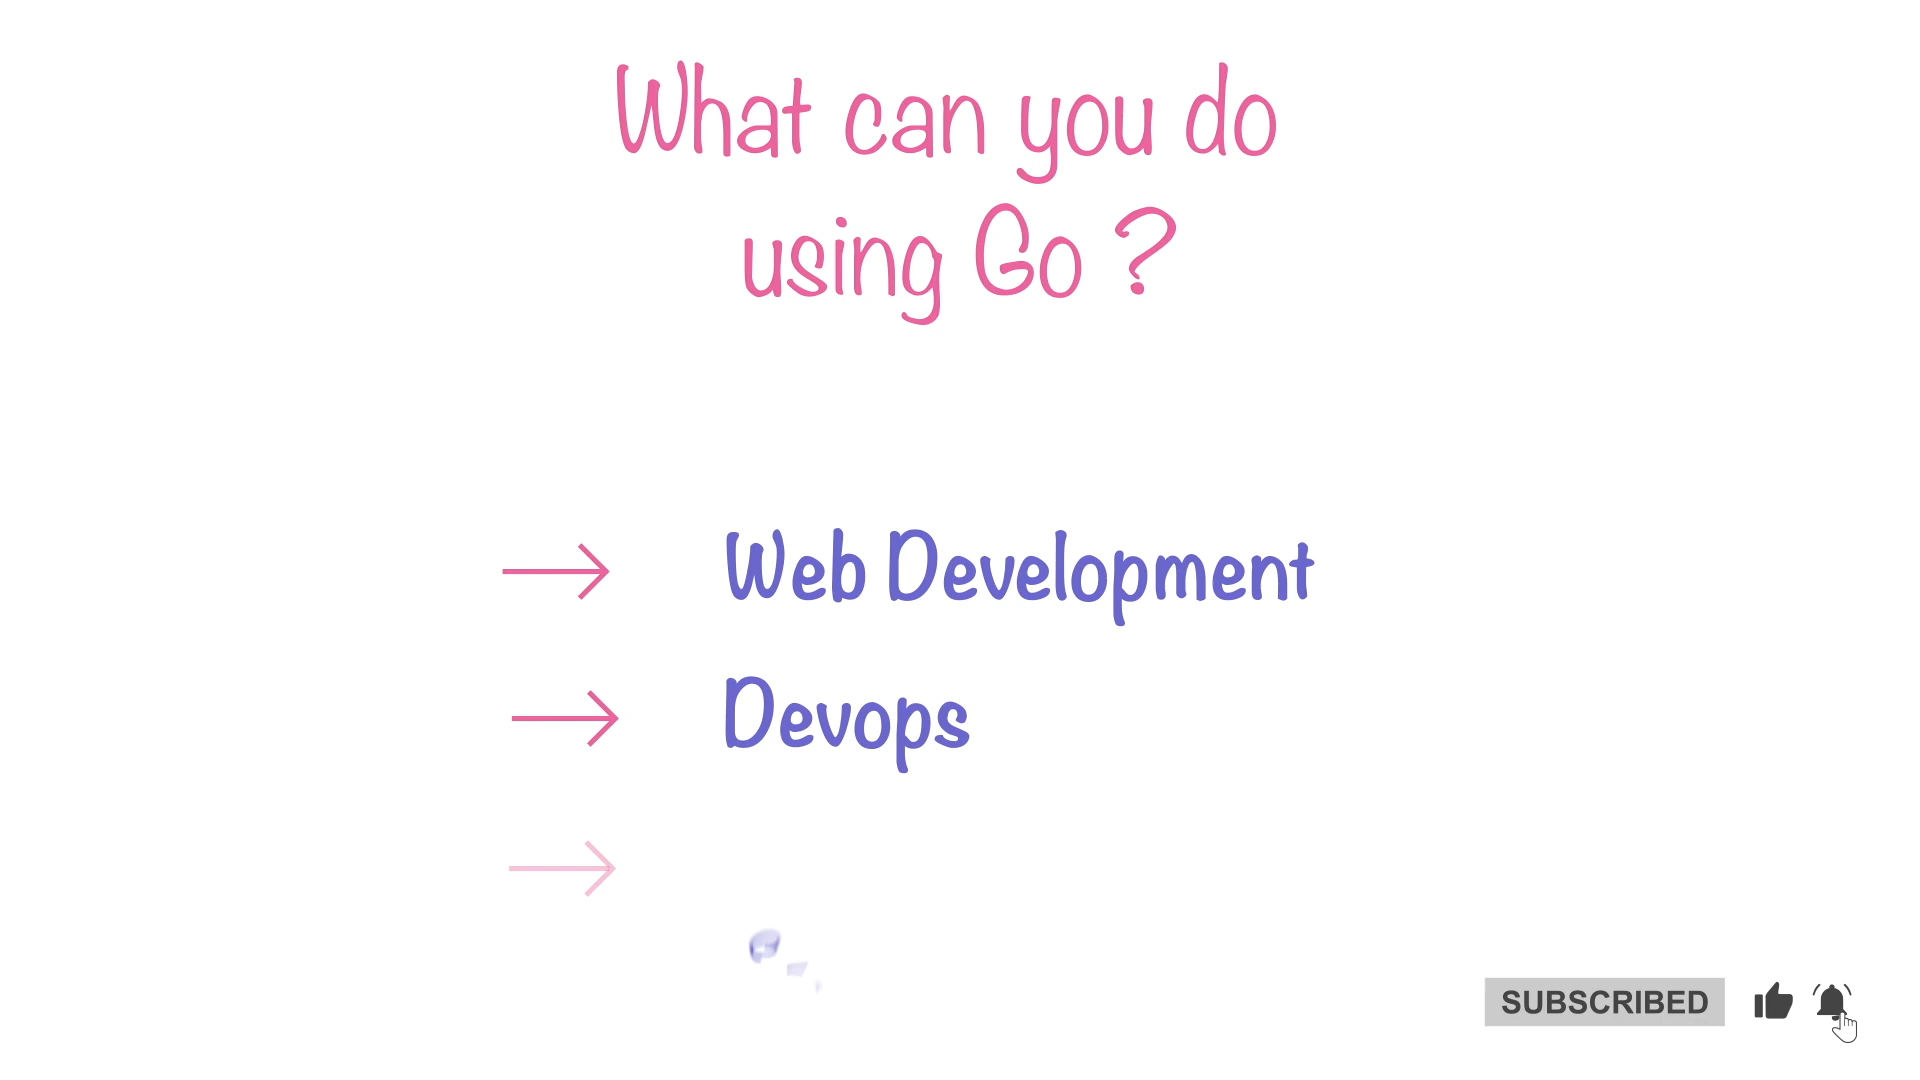 What can you do
using Go ?
Web Development
Devops
SUBSCRIBED